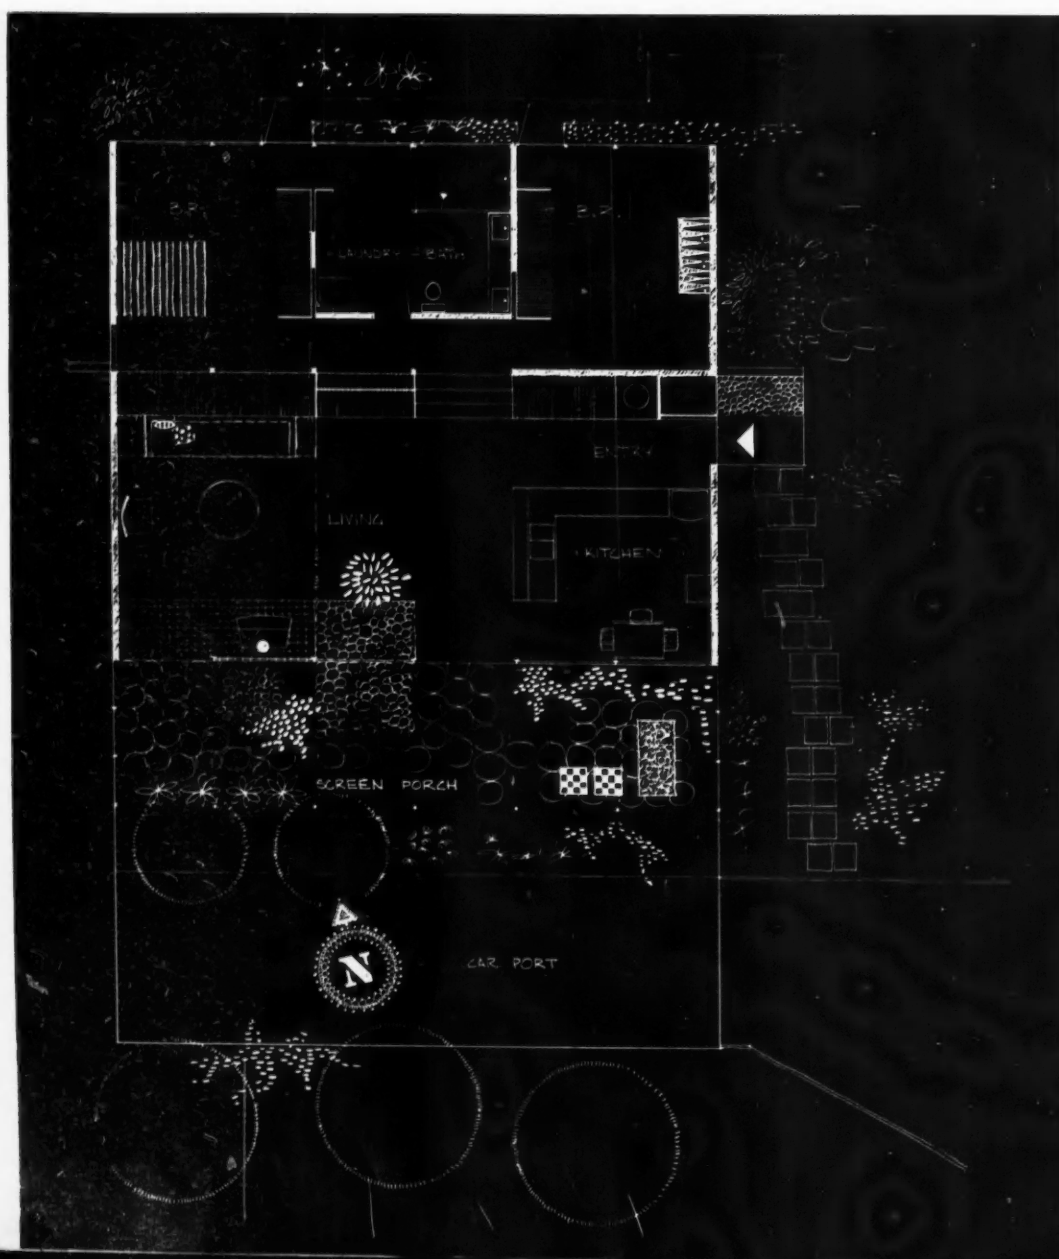 B.R.
B.R.
LAUNDRY - BATH
ENTRY
LIVING
KITCHEN
SCREEN PORCH
N
CAR PORT